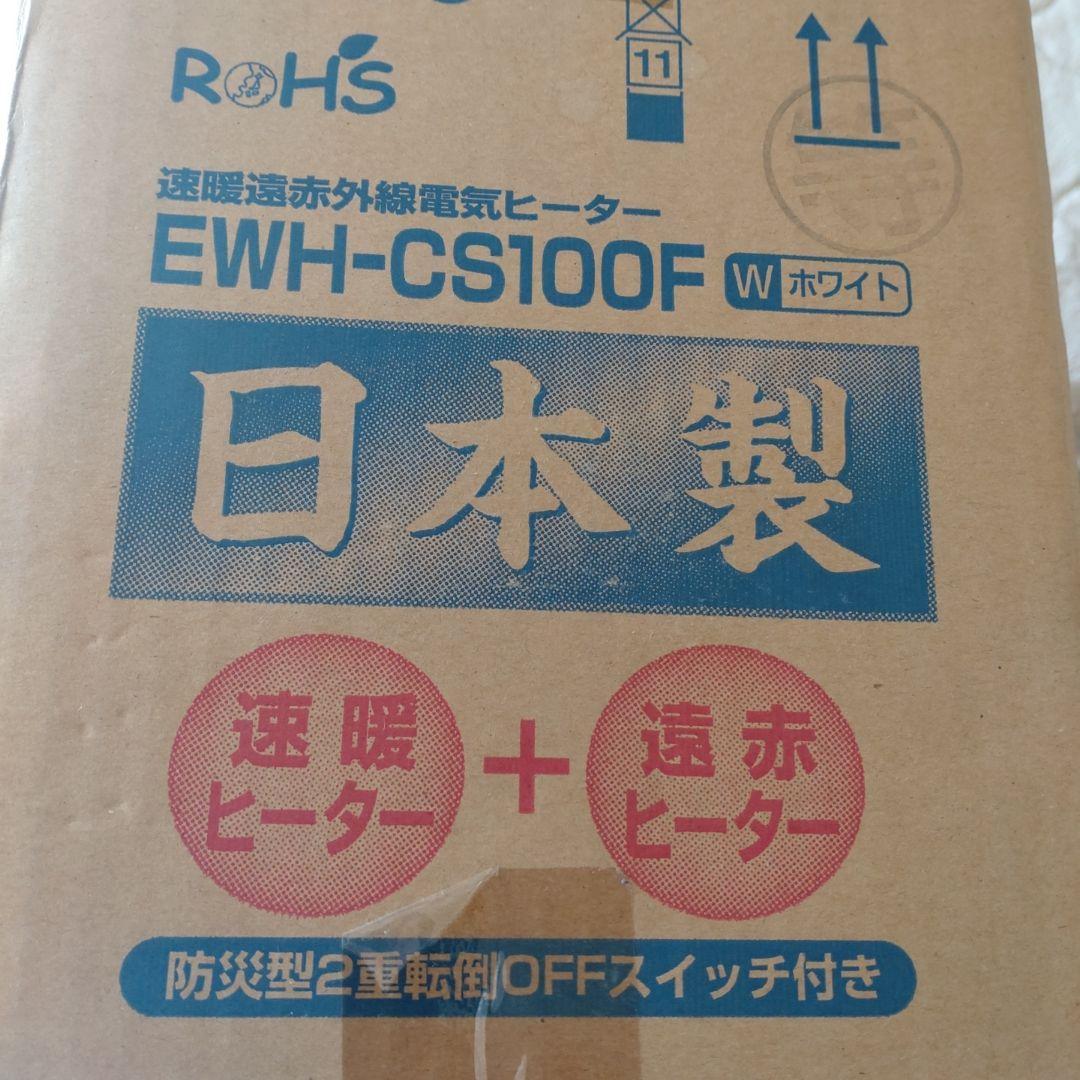 RoHS
11
速暖遠赤外線電気ヒーター
EWH-CS100F W ホワイト
日本製
速暖
ヒーター
+
遠赤
ヒーター
防災型2重転倒OFFスイッチ付き